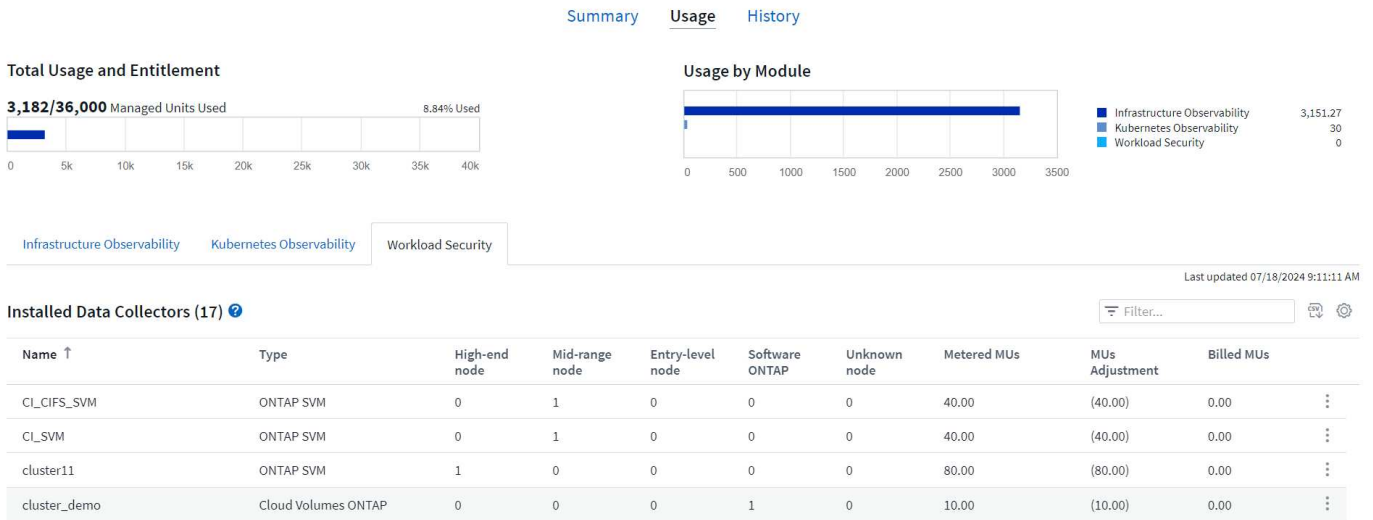 Summary Usage History
Total Usage and Entitlement
3,182/36,000 Managed Units Used 8.84% Used
0 5k 10k 15k 20k 25k 30k 35k 40k
Usage by Module
Infrastructure Observability 3,151.27
Kubernetes Observability 30
Workload Security 0
0 500 1000 1500 2000 2500 3000 3500
Infrastructure Observability Kubernetes Observability Workload Security
Last updated 07/18/2024 9:11:11 AM
Installed Data Collectors (17) ?
Filter...
CSV
Name ↑ Type High-end node Mid-range node Entry-level node Software ONTAP Unknown node Metered MUs MUs Adjustment Billed MUs
CI_CIFS_SVM ONTAP SVM 0 1 0 0 0 40.00 (40.00) 0.00
CI_SVM ONTAP SVM 0 1 0 0 0 40.00 (40.00) 0.00
cluster11 ONTAP SVM 1 0 0 0 0 80.00 (80.00) 0.00
cluster_demo Cloud Volumes ONTAP 0 0 0 1 0 10.00 (10.00) 0.00